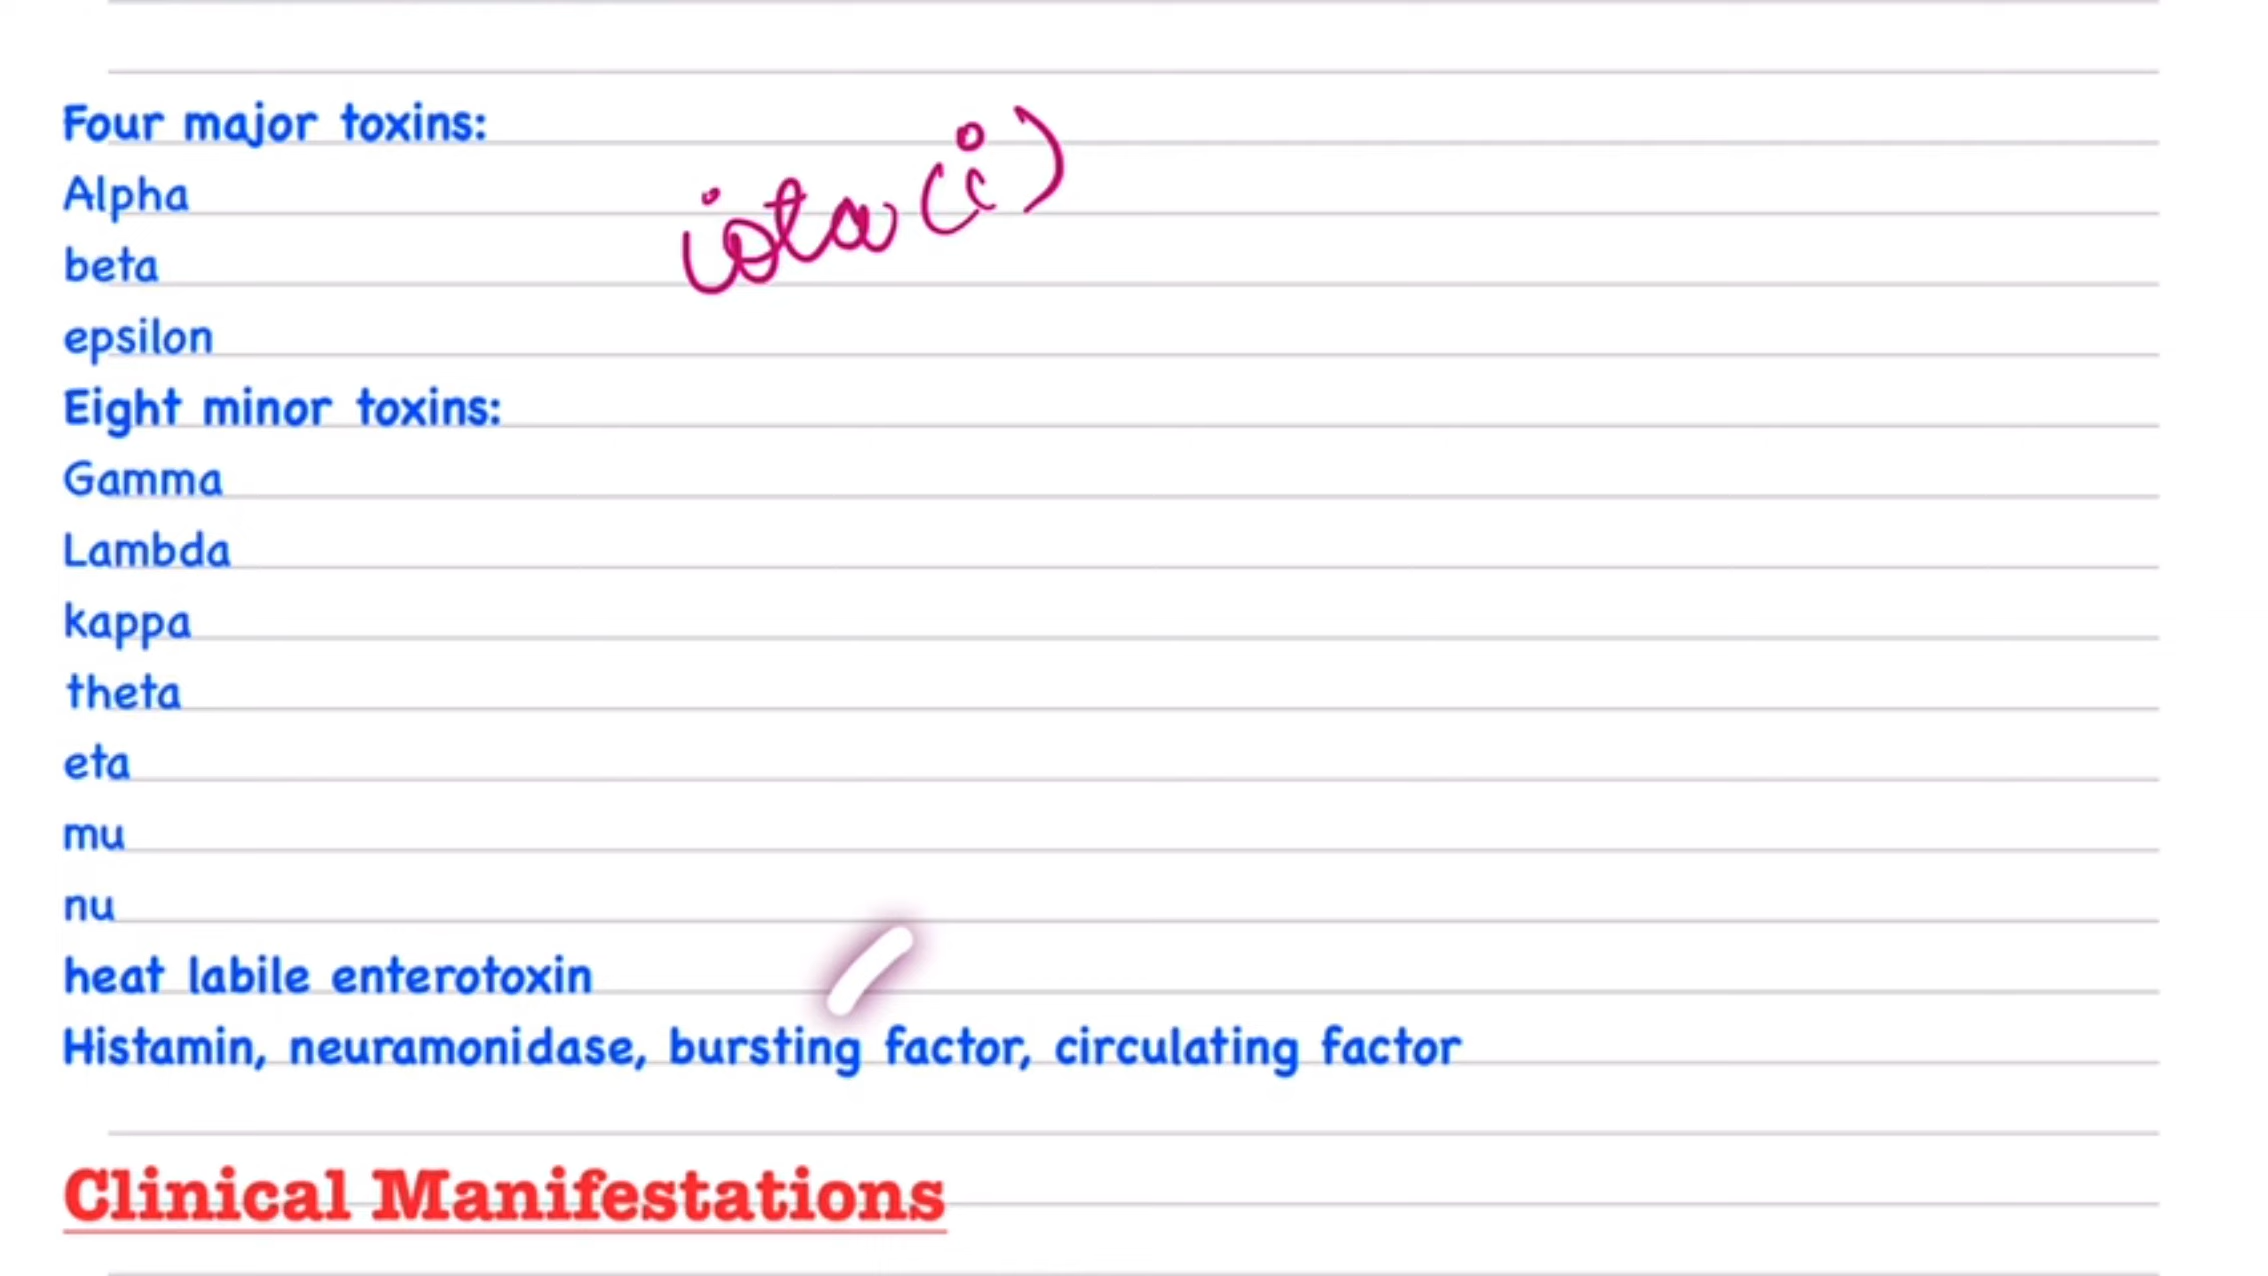 Four major toxins:
Alpha
iota (i)
beta
epsilon
Eight minor toxins:
Gamma
Lambda
kappa
theta
eta
mu
nu
heat labile enterotoxin
Histamin, neuramonidase, bursting factor, circulating factor
Clinical Manifestations